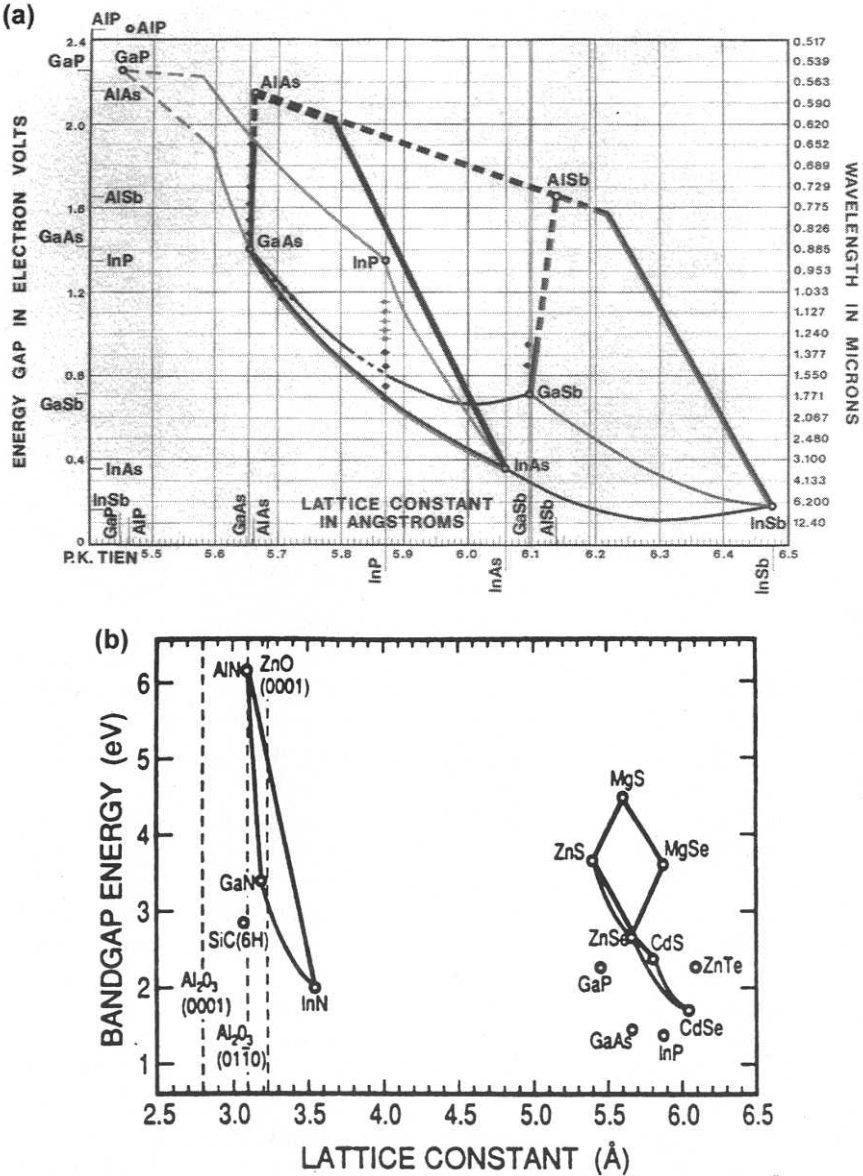 (a)
AlP
AlP
2.4
0.517
GaP
GaP
0.539
AlAs
AlAs
0.563
0.590
2.0
0.620
0.652
0.689
AlSb
AlSb
0.729
1.6
0.775
0.826
GaAs
GaAs
0.885
InP
InP
0.953
1.2
1.033
1.127
1.240
1.377
0.8
1.550
GaSb
GaSb
1.771
2.067
2.480
0.4
InAs
InAs
3.100
4.133
InSb
6.200
12.40
InSb
0
ENERGY GAP IN ELECTRON VOLTS
WAVELENGTH IN MICRONS
LATTICE CONSTANT
IN ANGSTROMS
GaP
AlP
GaAs
AlAs
GaSb
AlSb
P.K. TIEN
5.5
5.6
5.7
5.8
5.9
6.0
6.1
6.2
6.3
6.4
6.5
InP
InAs
InSb
(b)
BANDGAP ENERGY (eV)
6
5
4
3
2
1
AlN
ZnO
(0001)
GaN
SiC(6H)
InN
Al₂O₃
(0001)
Al₂O₃
(011̄0)
MgS
ZnS
MgSe
ZnSe
CdS
ZnTe
GaP
CdSe
GaAs
InP
2.5
3.0
3.5
4.0
4.5
5.0
5.5
6.0
6.5
LATTICE CONSTANT (Å)